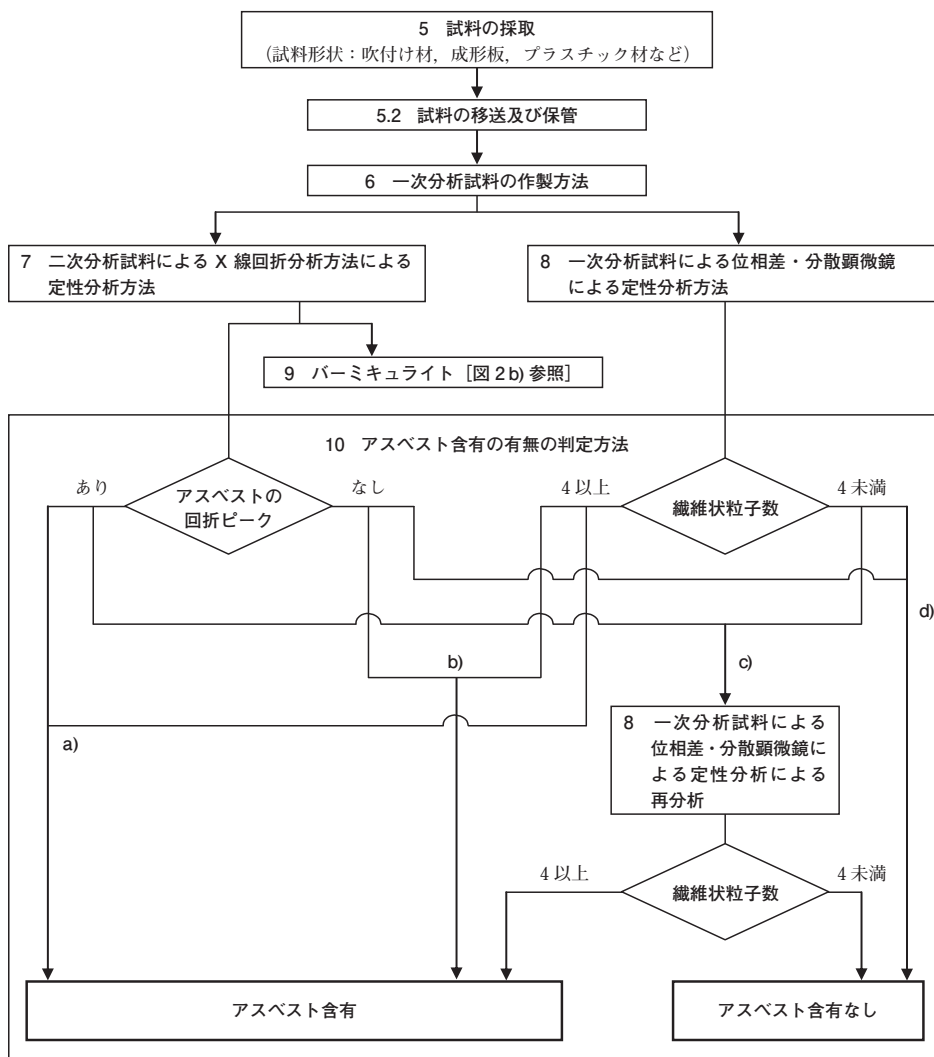 5 試料の採取
（試料形状：吹付け材，成形板，プラスチック材など）
5.2 試料の移送及び保管
6 一次分析試料の作製方法
7 二次分析試料による X 線回折分析方法による
定性分析方法
8 一次分析試料による位相差・分散顕微鏡
による定性分析方法
9 バーミキュライト［図 2 b) 参照］
10 アスベスト含有の有無の判定方法
あり
アスベストの
回折ピーク
なし
4 以上
繊維状粒子数
4 未満
d)
b)
c)
a)
8 一次分析試料による
位相差・分散顕微鏡に
よる定性分析による
再分析
4 以上
繊維状粒子数
4 未満
アスベスト含有
アスベスト含有なし